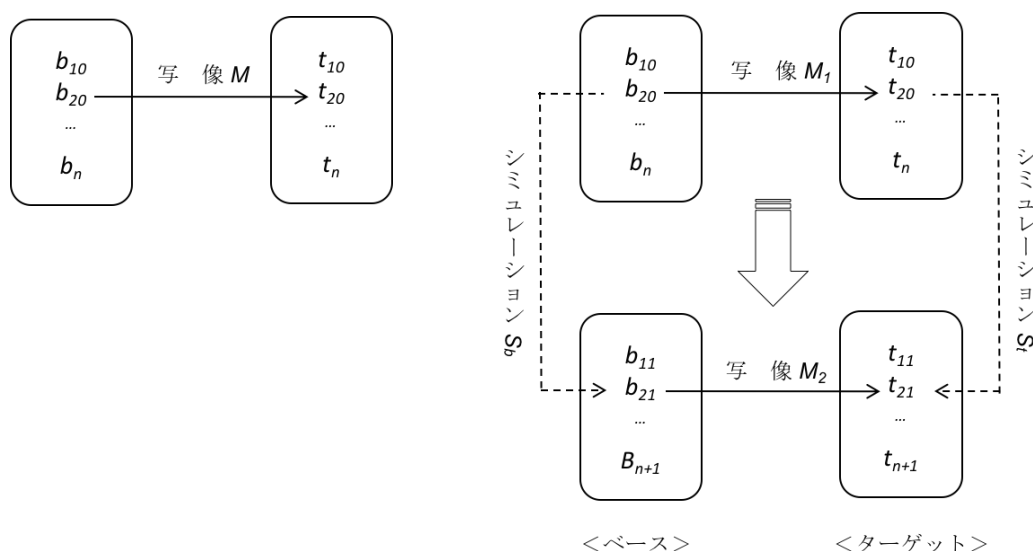 b10
b20
...
bn
写 像 M
t10
t20
...
tn
b10
b20
...
bn
写 像 M1
t10
t20
...
tn
シミュレーション Sb
シミュレーション St
b11
b21
...
Bn+1
写 像 M2
t11
t21
...
tn+1
＜ベース＞
＜ターゲット＞